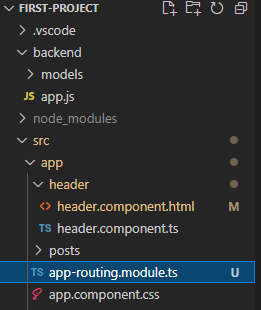 FIRST-PROJECT
.vscode
backend
models
JS app.js
node_modules
src
app
header
<> header.component.html M
header.component.ts
posts
TS app-routing.module.ts U
app.component.css